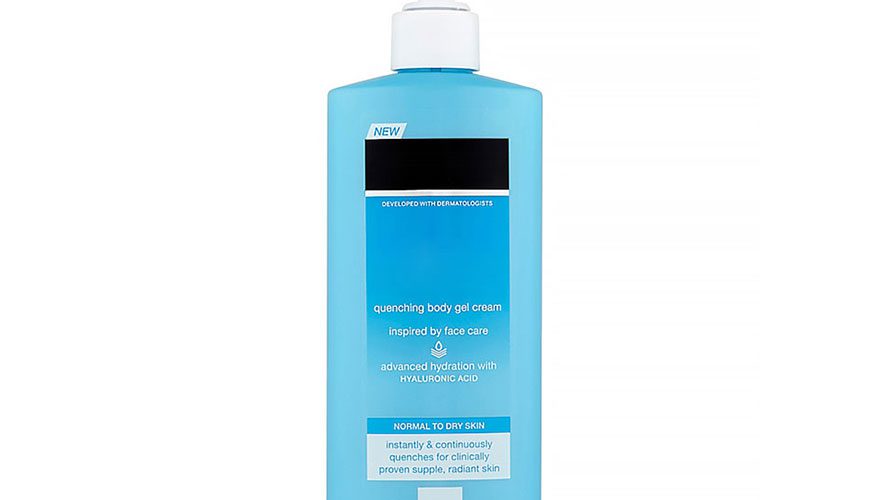 NEW
DEVELOPED WITH DERMATOLOGISTS
quenching body gel cream
inspired by face care
advanced hydration with
HYALURONIC ACID
NORMAL TO DRY SKIN
instantly & continuously
quenches for clinically
proven supple, radiant skin